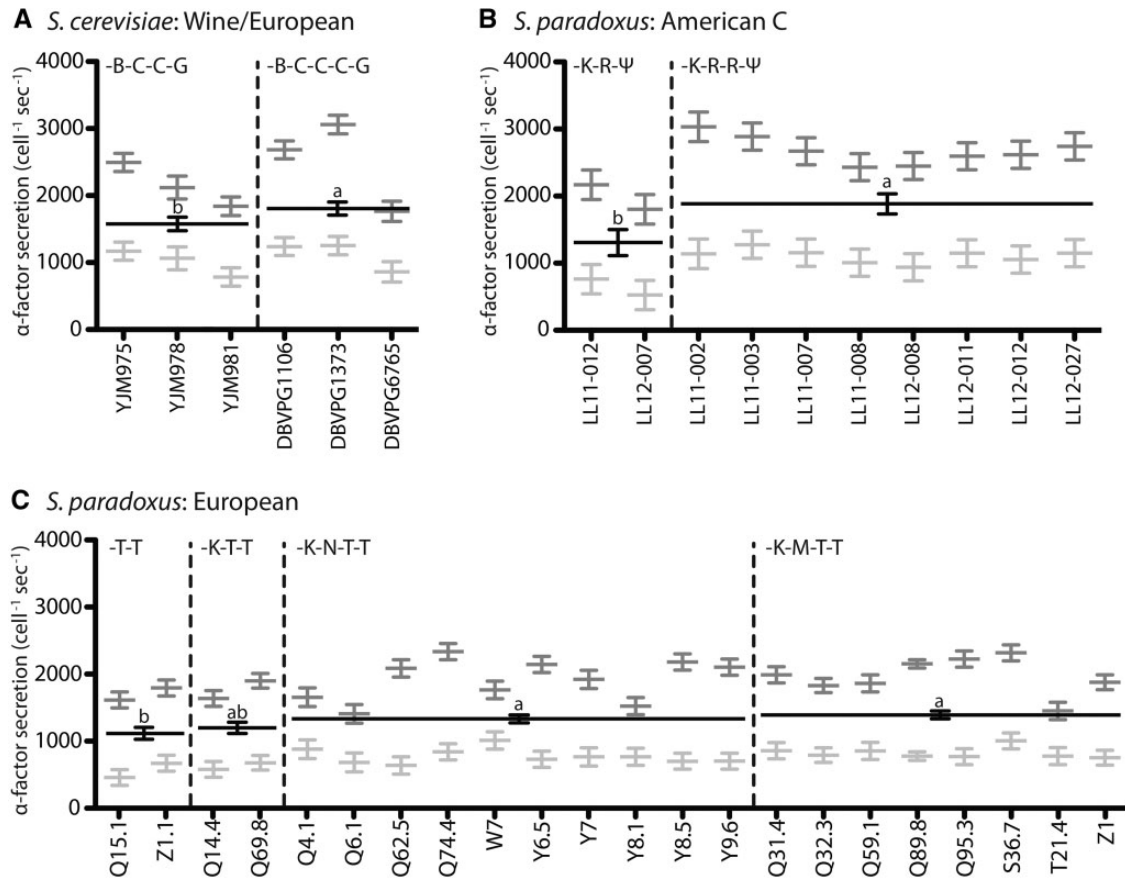 A S. cerevisiae: Wine/European
α-factor secretion (cell⁻¹ sec⁻¹)
4000
3000
2000
1000
0
-B-C-C-G
-B-C-C-C-G
b
a
YJM975
YJM978
YJM981
DBVPG1106
DBVPG1373
DBVPG6765
B S. paradoxus: American C
α-factor secretion (cell⁻¹ sec⁻¹)
4000
3000
2000
1000
0
-K-R-Ψ
-K-R-R-Ψ
b
a
LL11-012
LL12-007
LL11-002
LL11-003
LL11-007
LL11-008
LL12-008
LL12-011
LL12-012
LL12-027
C S. paradoxus: European
α-factor secretion (cell⁻¹ sec⁻¹)
4000
3000
2000
1000
0
-T-T
-K-T-T
-K-N-T-T
-K-M-T-T
b
ab
a
a
Q15.1
Z1.1
Q14.4
Q69.8
Q4.1
Q6.1
Q62.5
Q74.4
W7
Y6.5
Y7
Y8.1
Y8.5
Y9.6
Q31.4
Q32.3
Q59.1
Q89.8
Q95.3
S36.7
T21.4
Z1